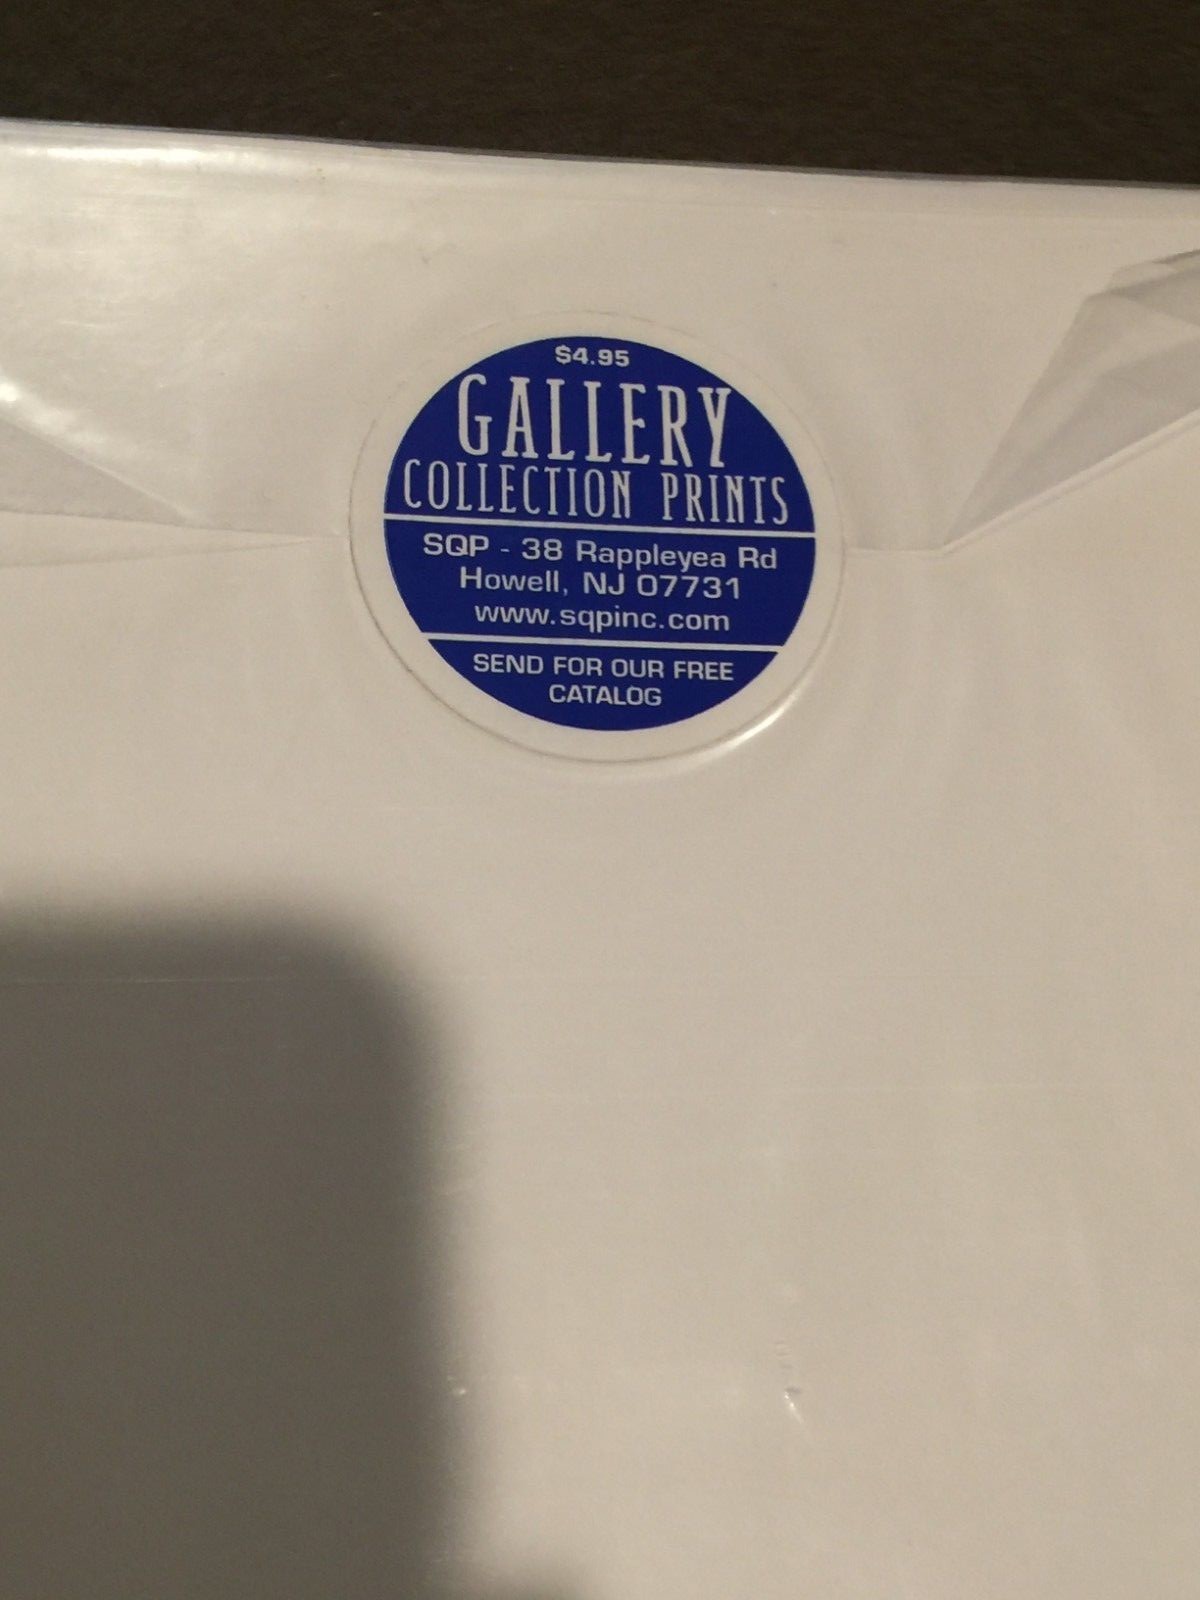 $4.95
GALLERY
COLLECTION PRINTS
SQP - 38 Rappleyea Rd
Howell, NJ 07731
www.sqpinc.com
SEND FOR OUR FREE
CATALOG